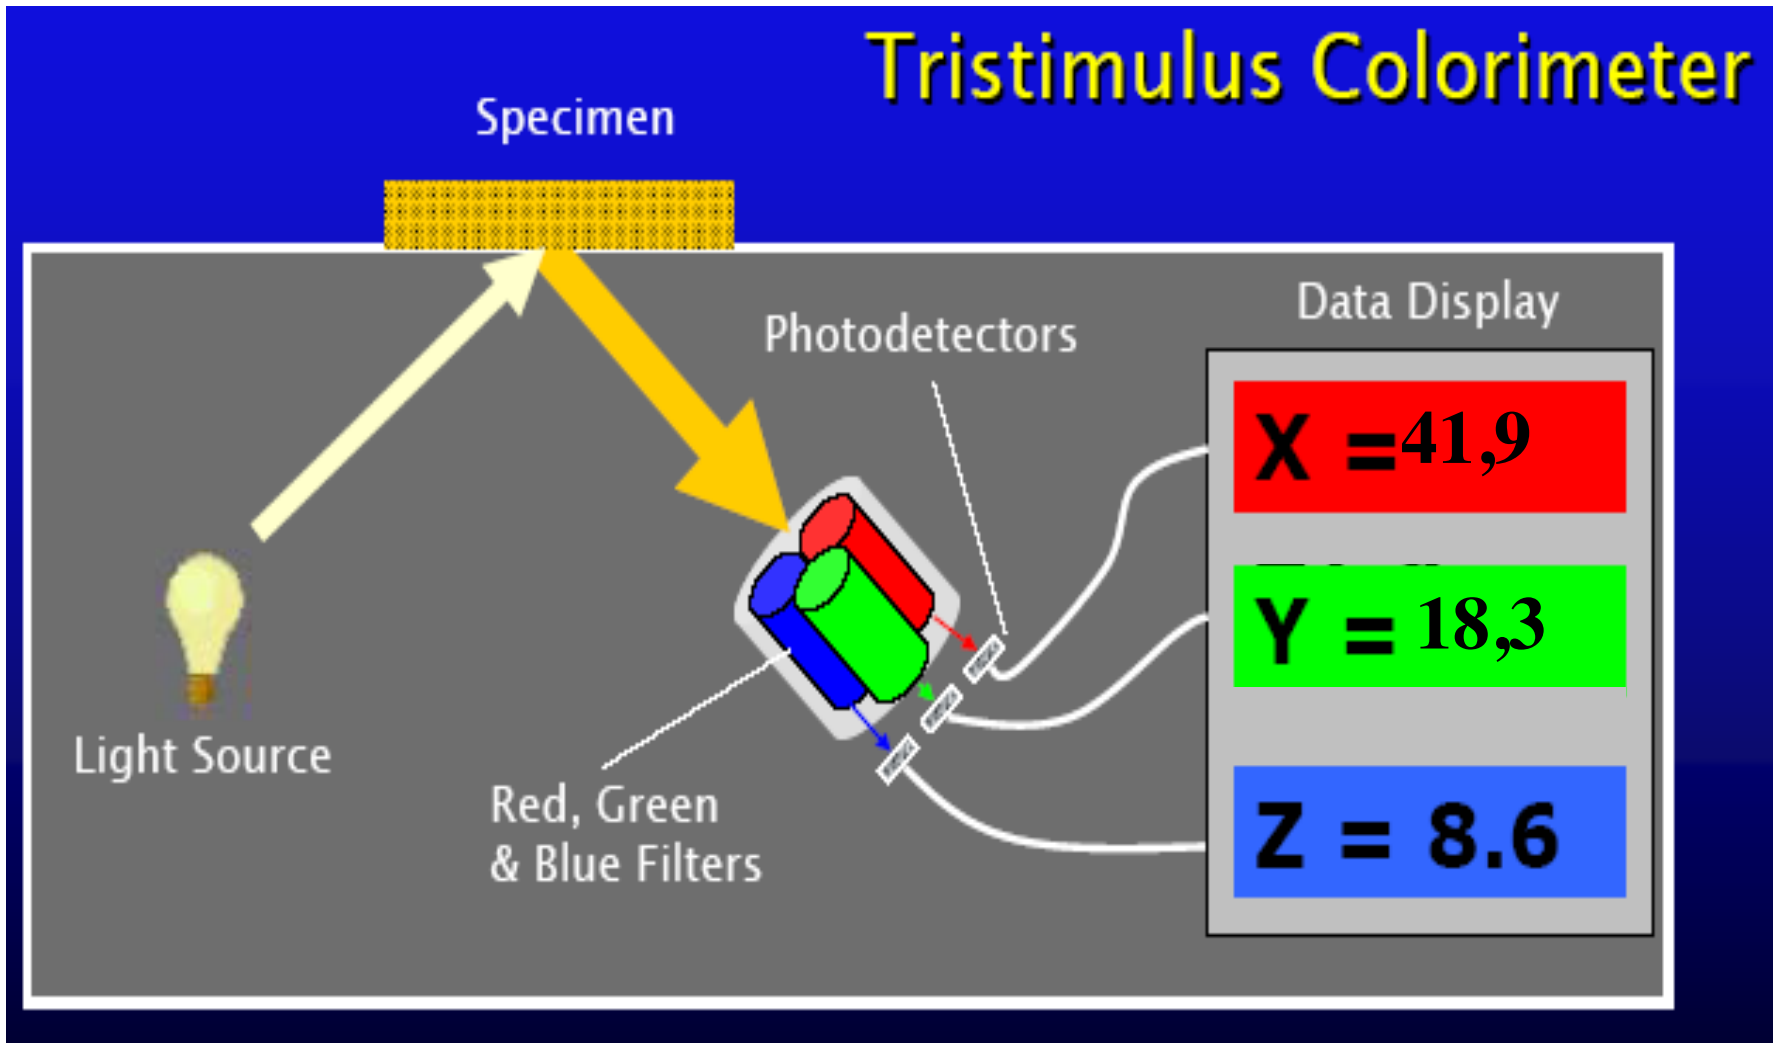 Tristimulus Colorimeter
Specimen
Data Display
Photodetectors
X =41,9
Y = 18,3
Z = 8.6
Light Source
Red, Green
& Blue Filters